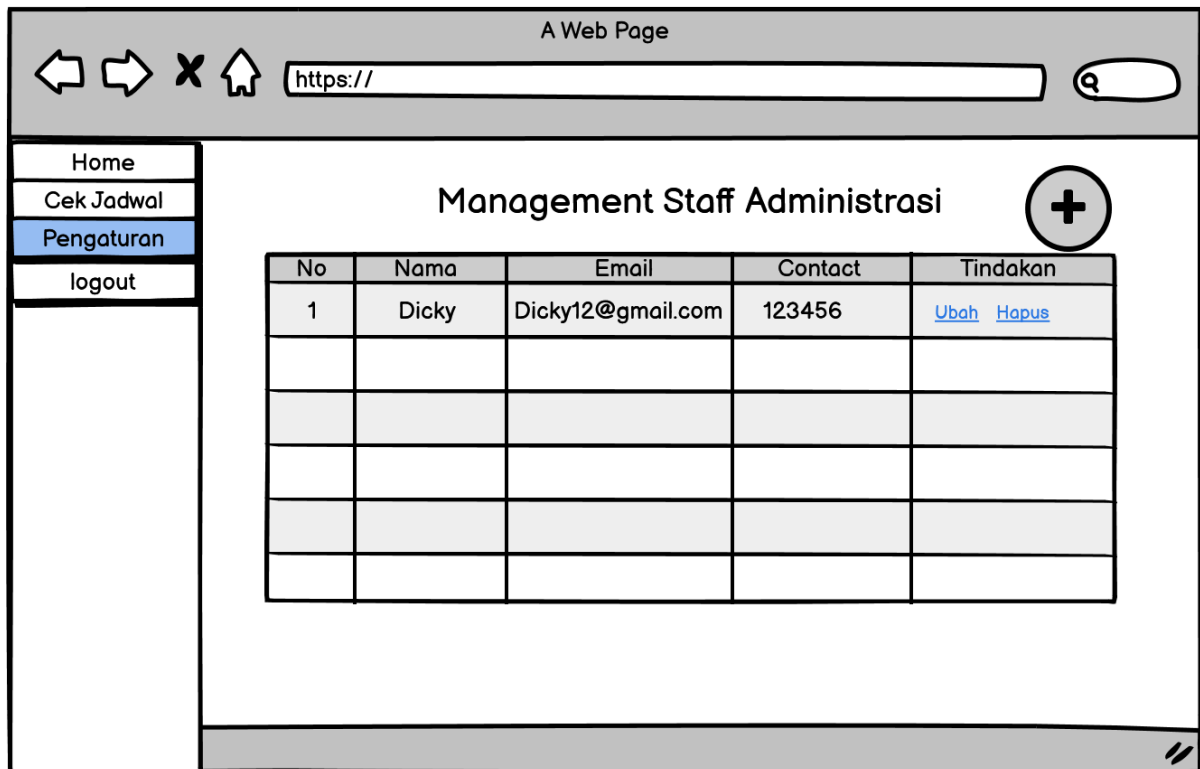 A Web Page
https://
Home
Cek Jadwal
Pengaturan
logout
Management Staff Administrasi
No Nama Email Contact Tindakan
1 Dicky Dicky12@gmail.com 123456 Ubah Hapus